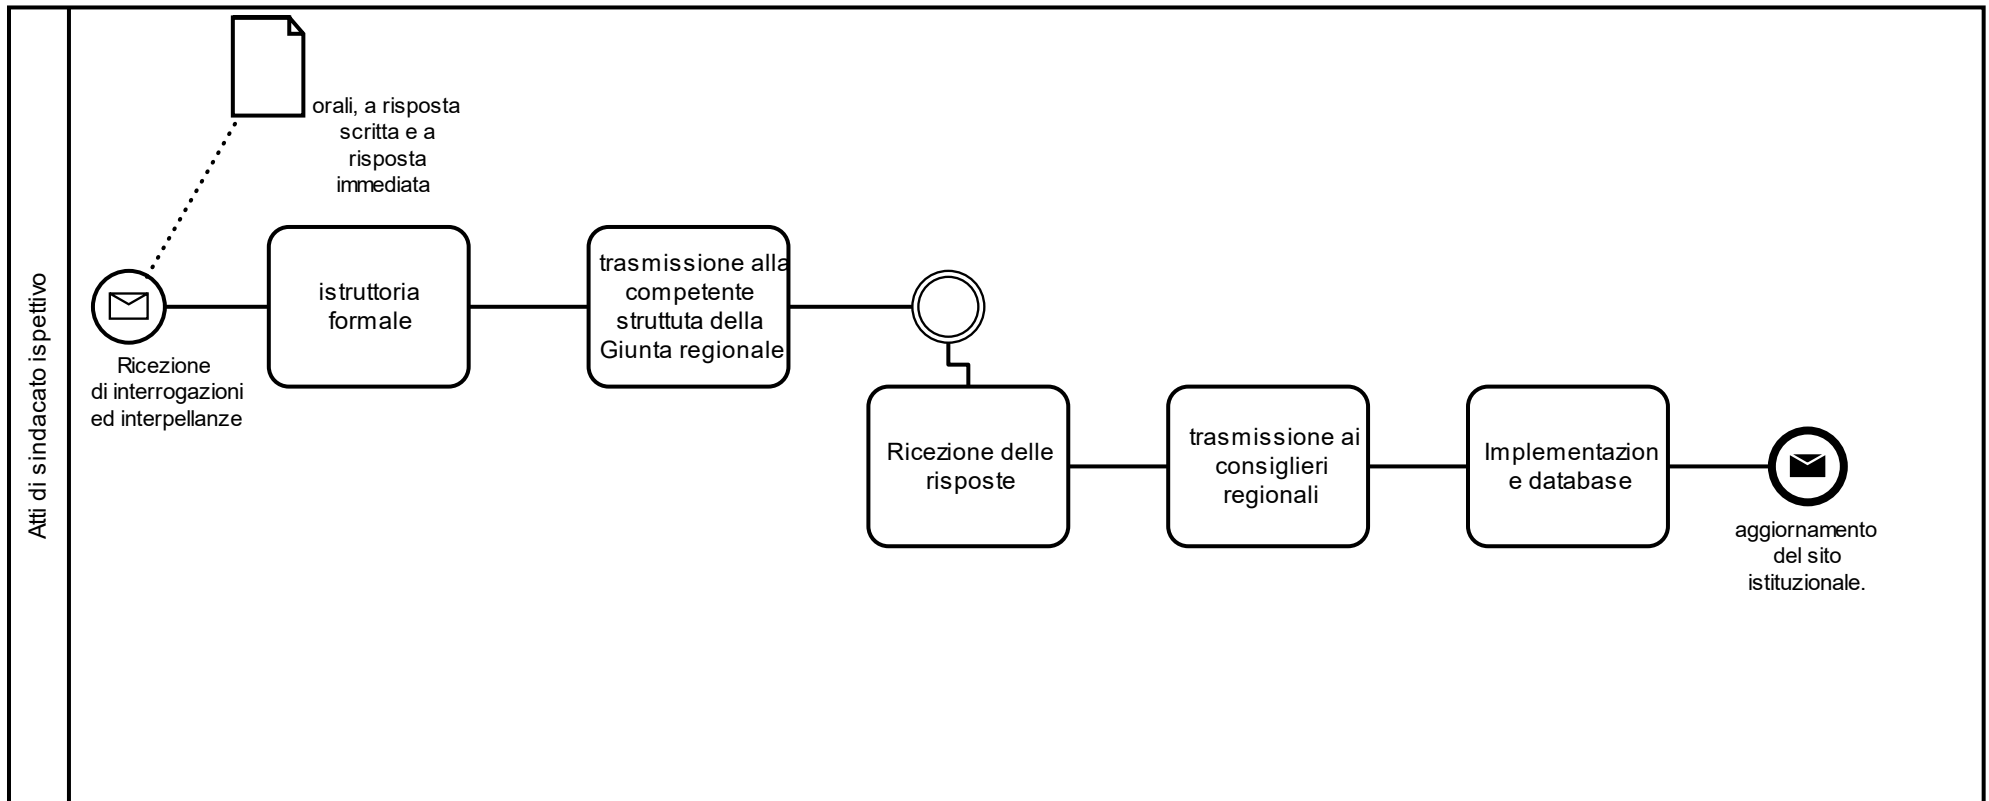 Atti di sindacato ispettivo
orali, a risposta
scritta e a
risposta
immediata
Ricezione
di interrogazioni
ed interpellanze
istruttoria
formale
trasmissione alla
competente
struttuta della
Giunta regionale
Ricezione delle
risposte
trasmissione ai
consiglieri
regionali
Implementazion
e database
aggiornamento
del sito
istituzionale.